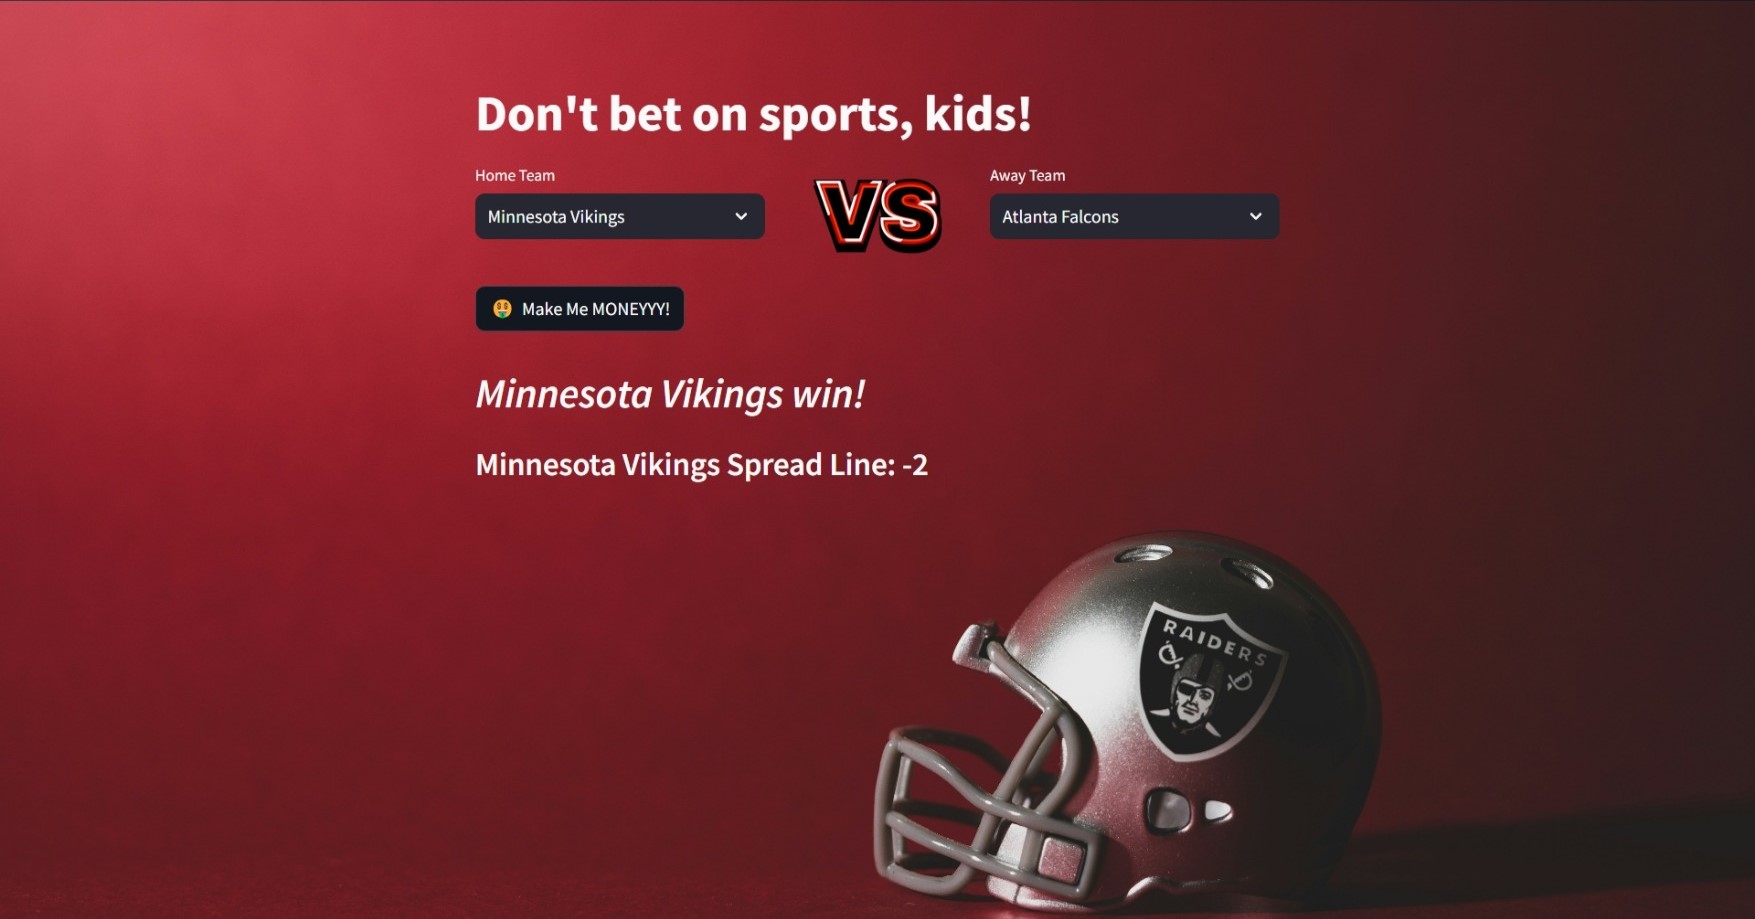 Don't bet on sports, kids!
Home Team
Away Team
Minnesota Vikings
VS
Atlanta Falcons
🤑 Make Me MONEYYY!
Minnesota Vikings win!
Minnesota Vikings Spread Line: -2
RAIDERS